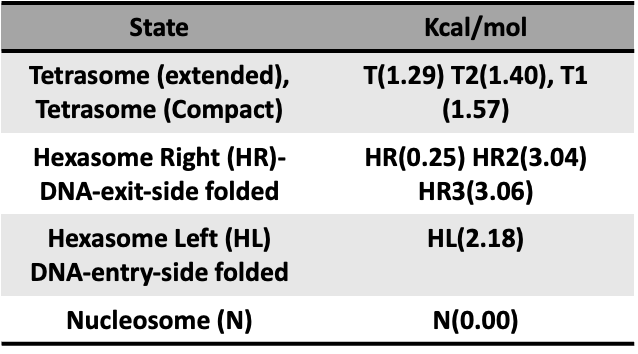 State Kcal/mol
Tetrasome (extended), T(1.29) T2(1.40), T1
Tetrasome (Compact) (1.57)
Hexasome Right (HR)- HR(0.25) HR2(3.04)
DNA-exit-side folded HR3(3.06)
Hexasome Left (HL) HL(2.18)
DNA-entry-side folded
Nucleosome (N) N(0.00)